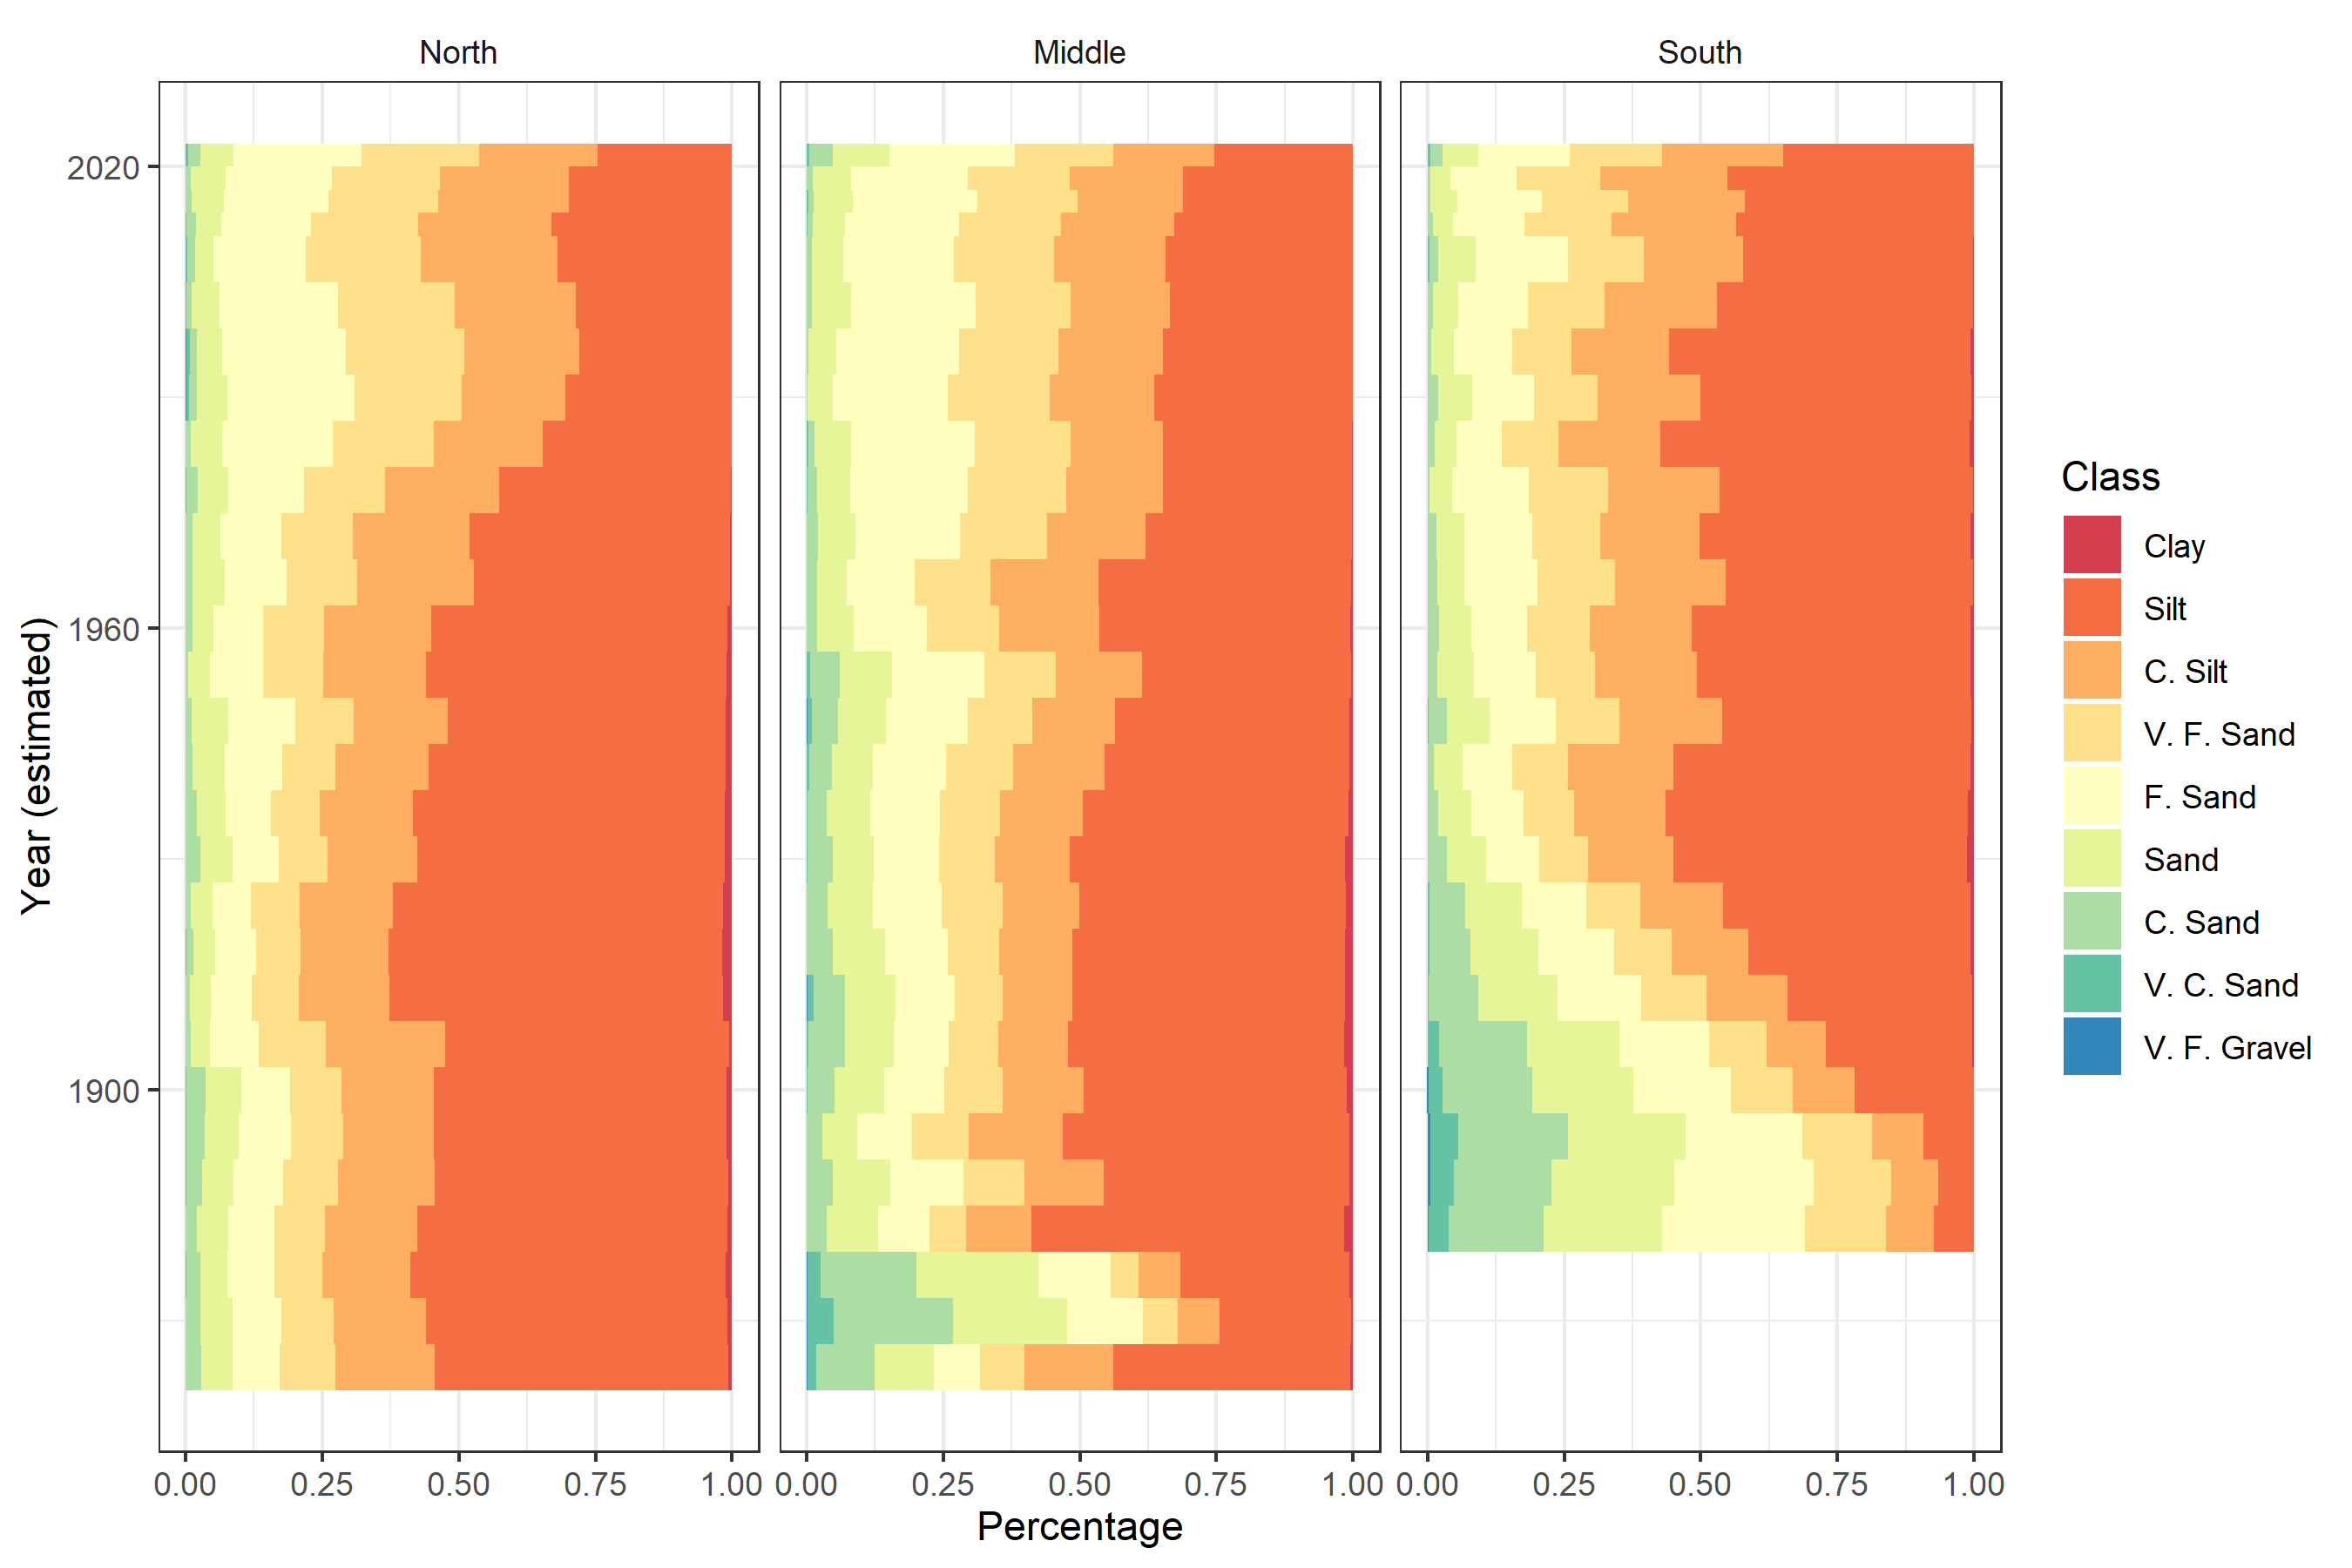 North Middle South
2020
1960
1900
Year (estimated)
0.00 0.25 0.50 0.75 1.00 0.00 0.25 0.50 0.75 1.00 0.00 0.25 0.50 0.75 1.00
Percentage
Class
Clay
Silt
C. Silt
V. F. Sand
F. Sand
Sand
C. Sand
V. C. Sand
V. F. Gravel